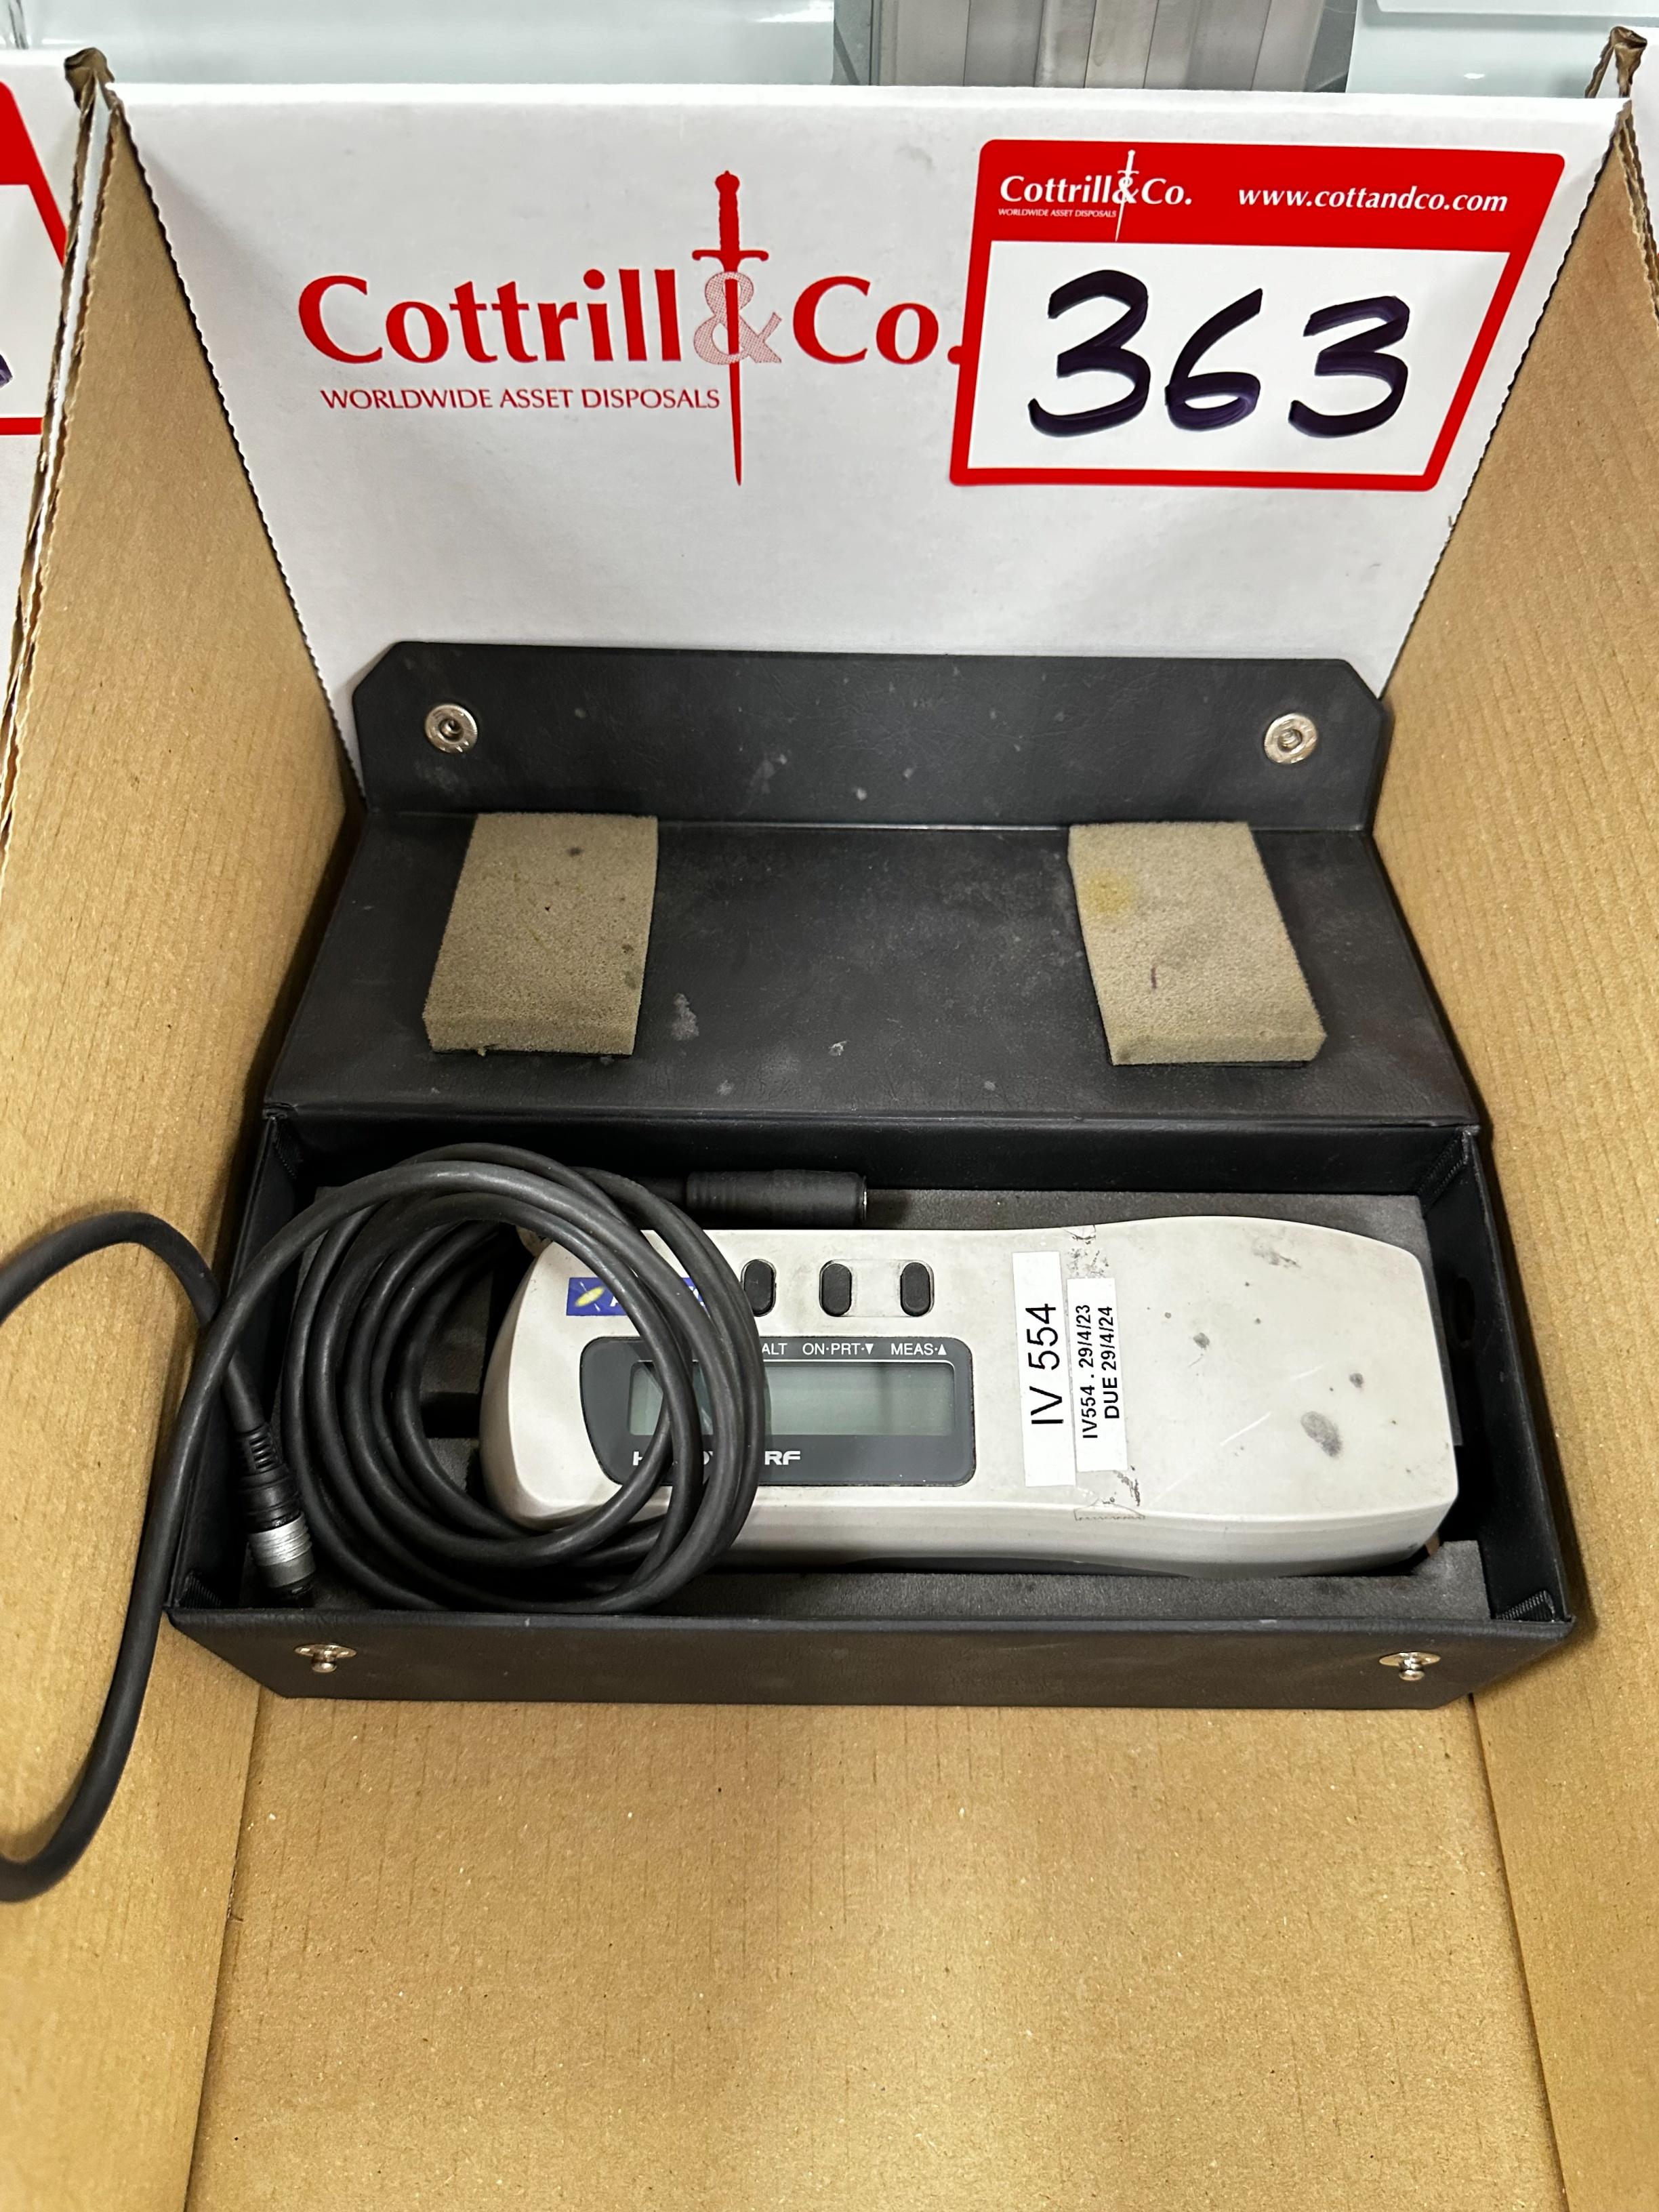 Cottrill&Co.
WORLDWIDE ASSET DISPOSALS
www.cottandco.com
363
Cottrill&Co.
WORLDWIDE ASSET DISPOSALS
ALT ON·PRT·▼ MEAS·▲
RF
IV 554
IV554 . 29/4/23
DUE 29/4/24